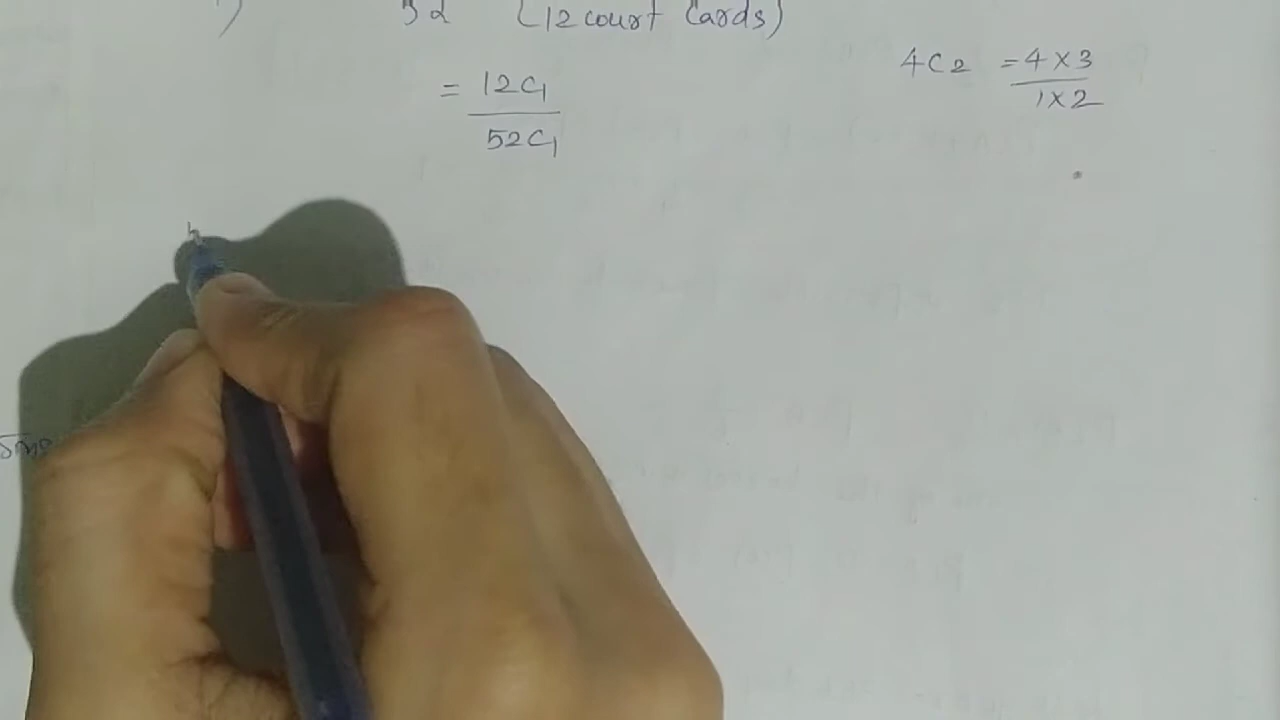 ) 52 (12 court Cards)
= 12C1
52C1
4C2 = 4 x 3
1 x 2